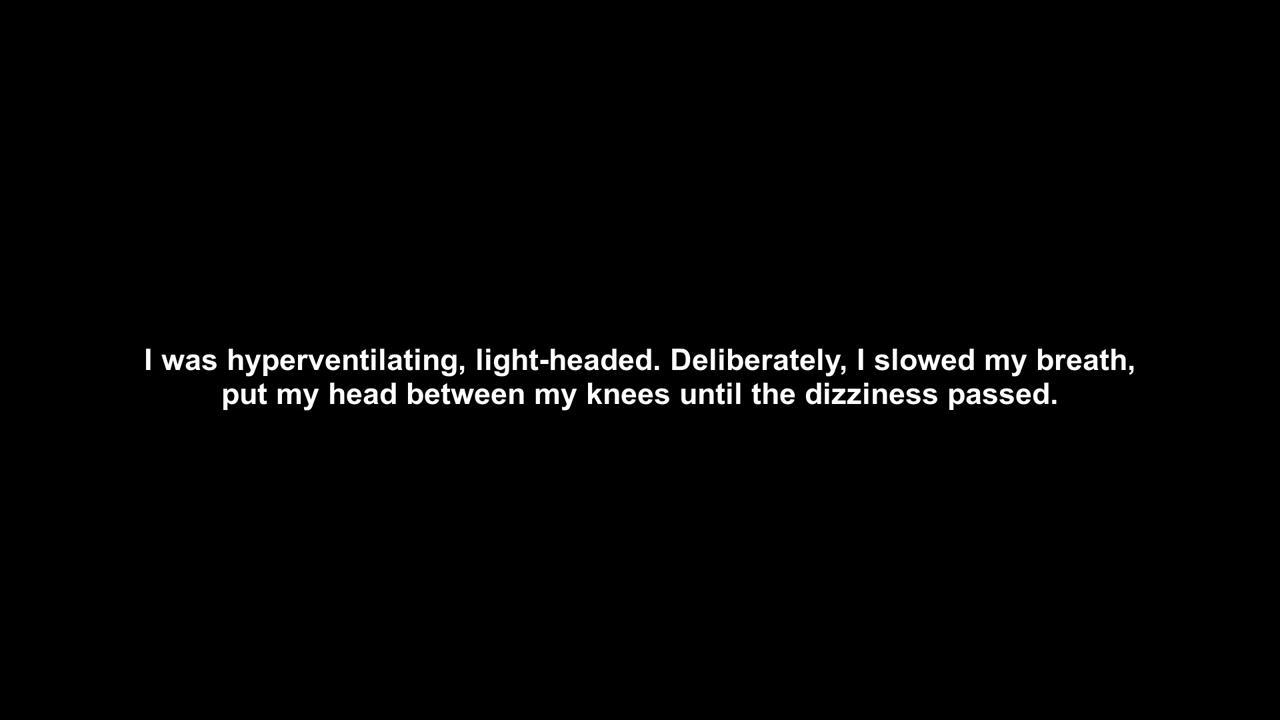 I was hyperventilating, light-headed. Deliberately, I slowed my breath,
put my head between my knees until the dizziness passed.